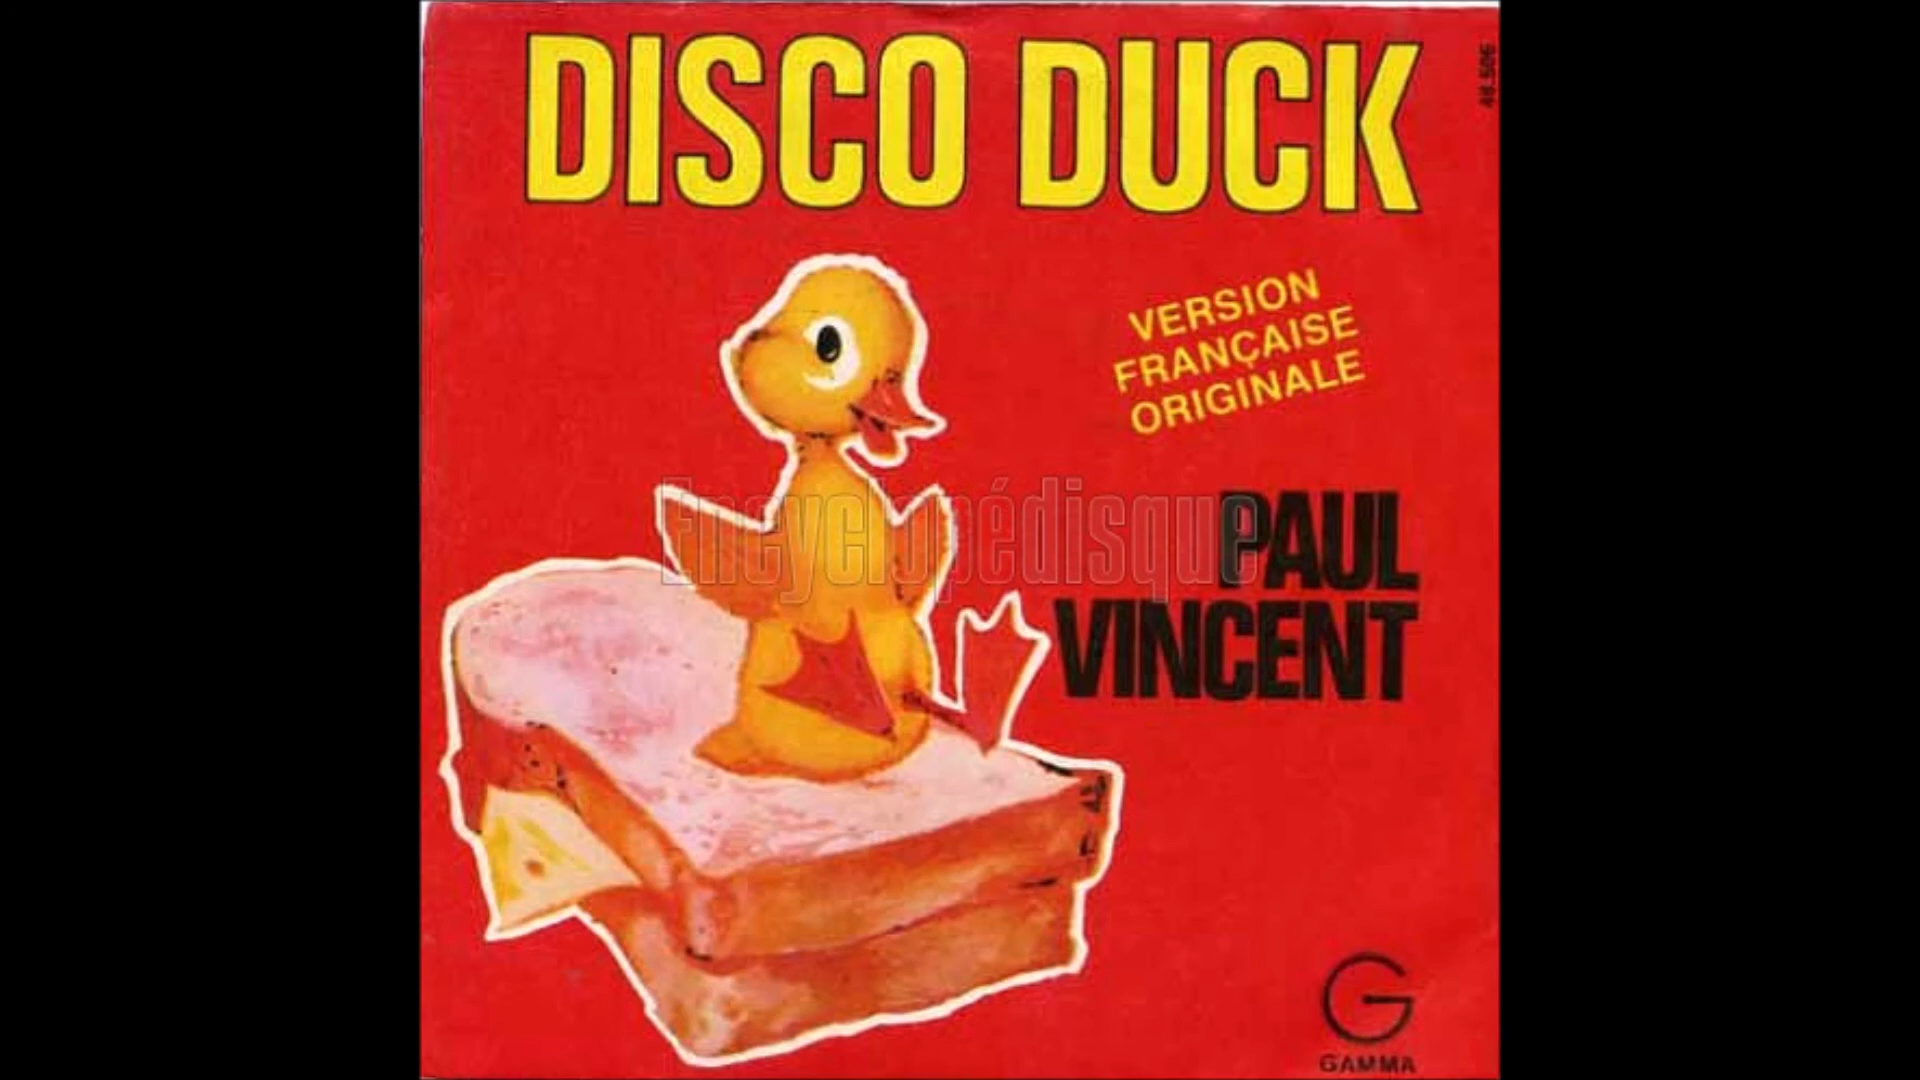 DISCO DUCK
48.506
VERSION
FRANÇAISE
ORIGINALE
Encyclopédisque
PAUL
VINCENT
G
GAMMA